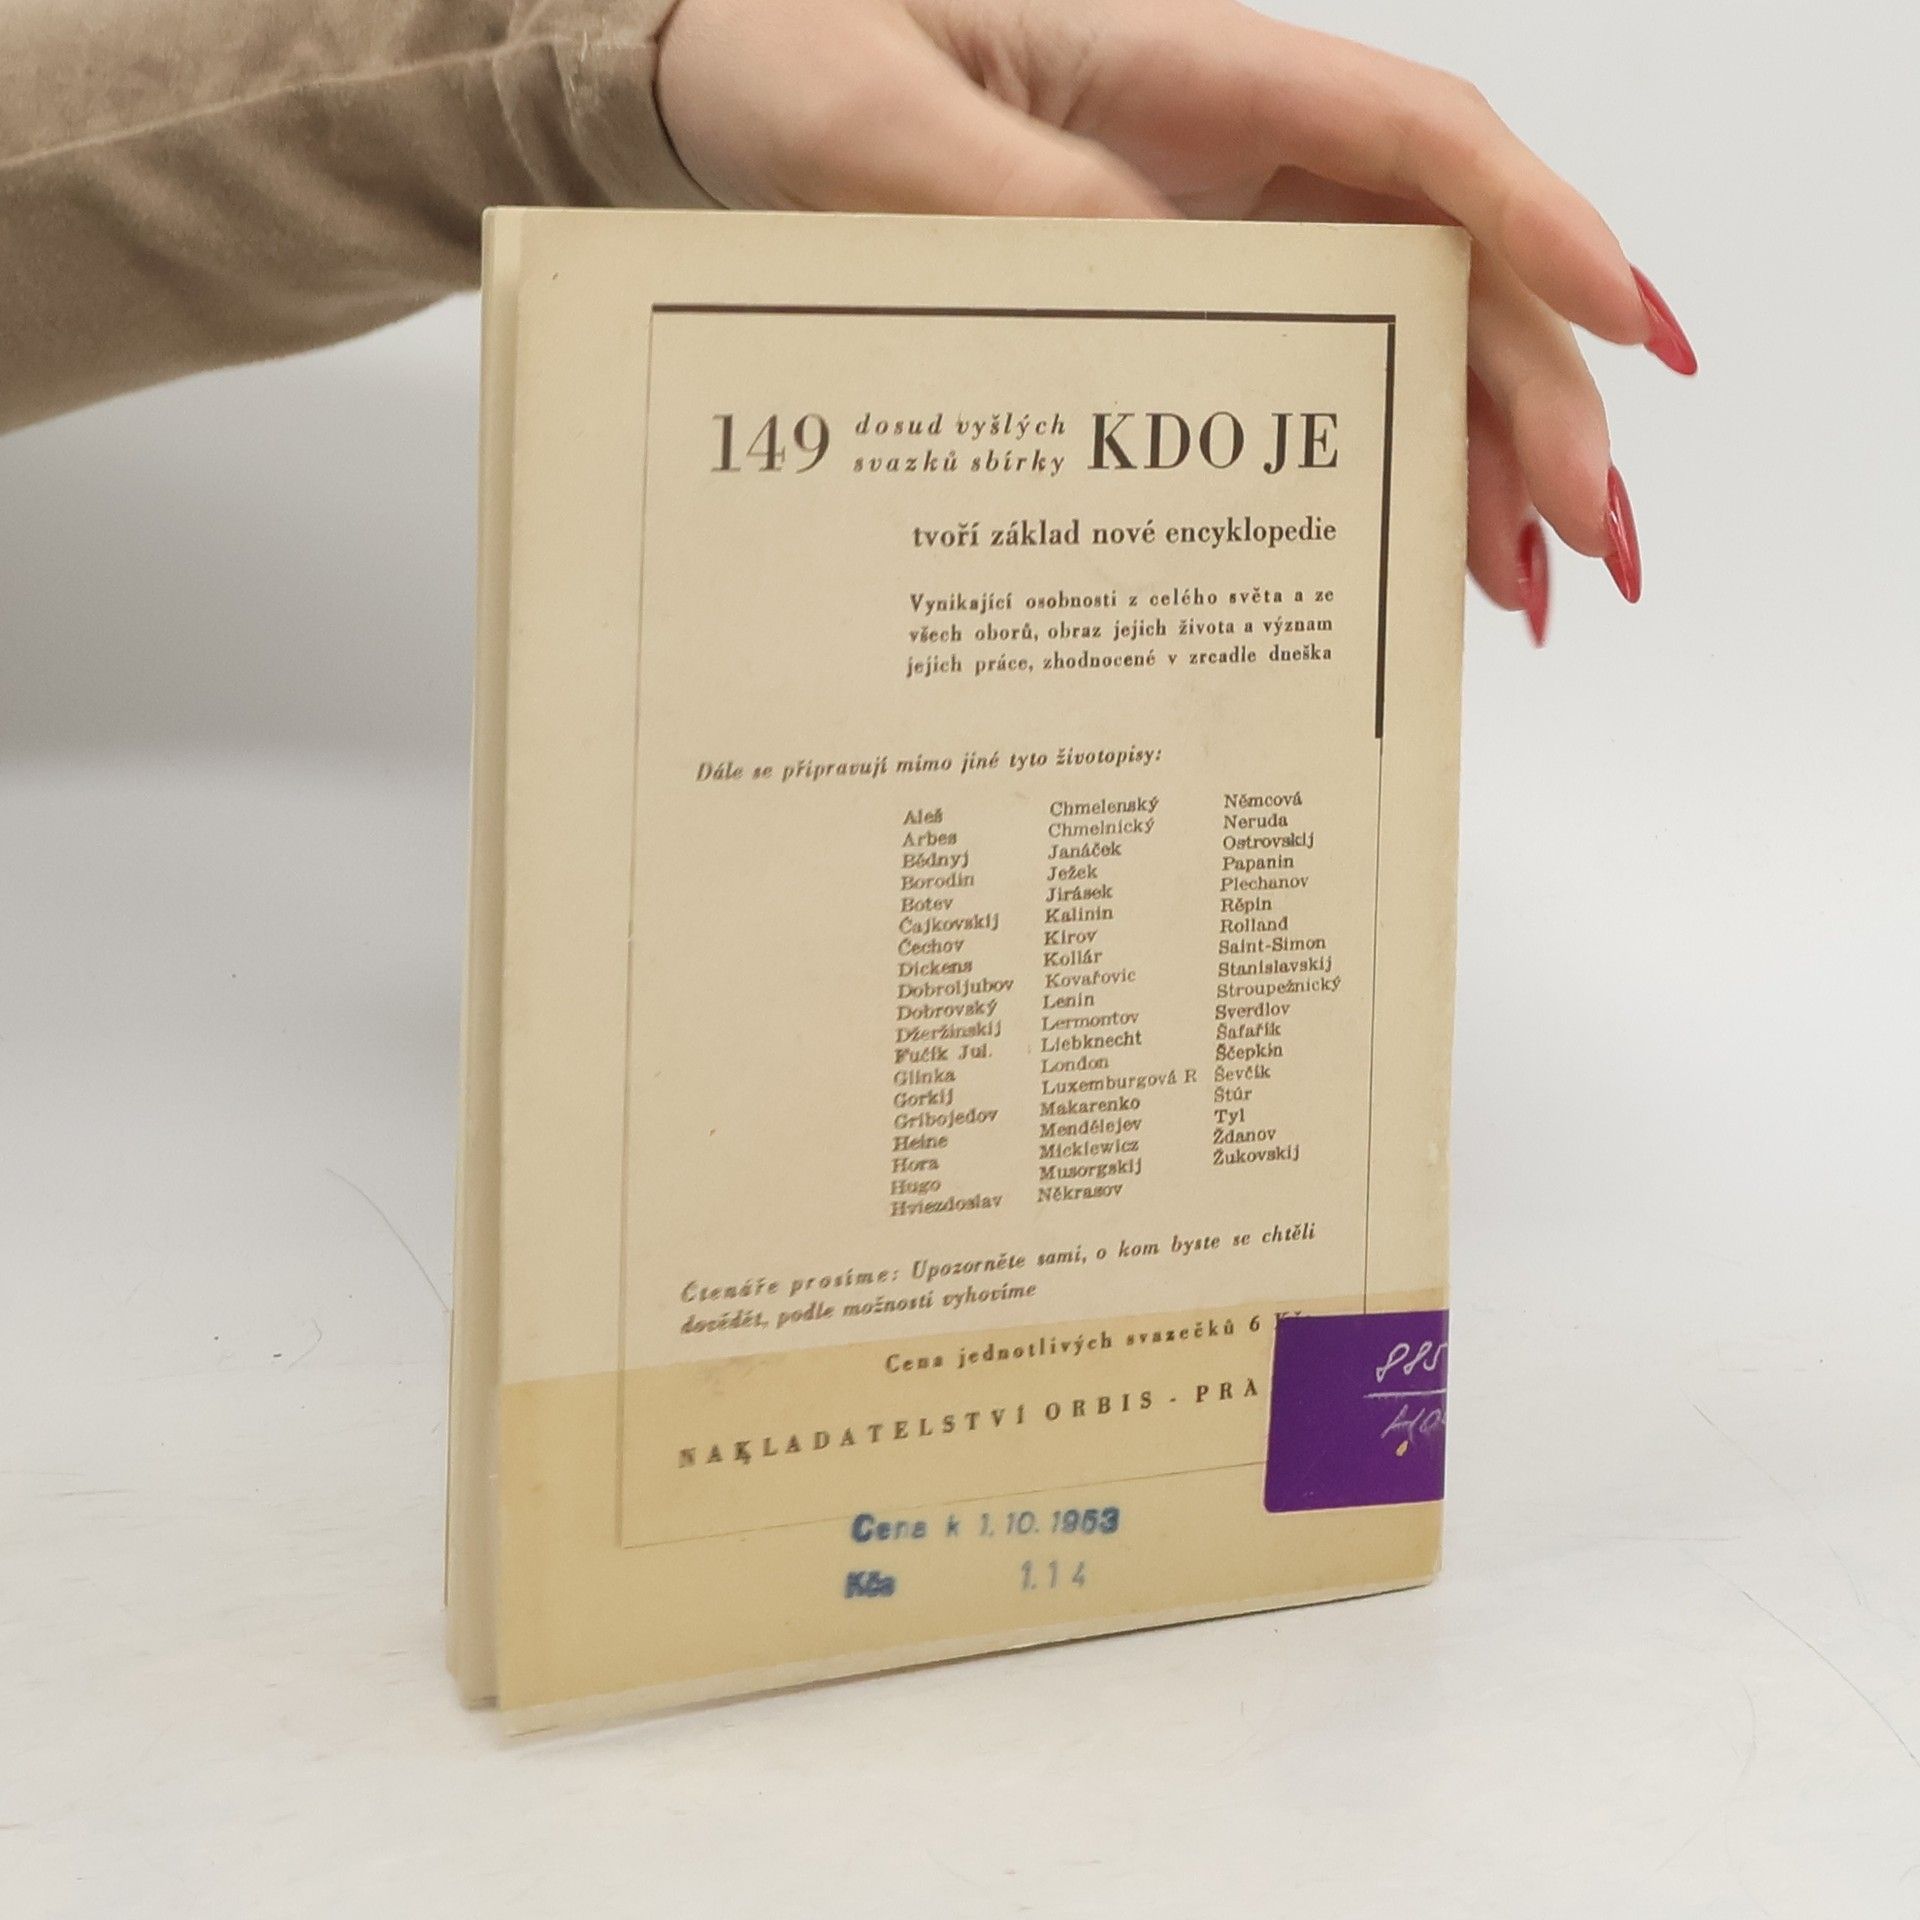 149 dosud vyšlých svazků sbírky KDO JE
tvoří základ nové encyklopedie
Vynikající osobnosti z celého světa a ze
všech oborů, obraz jejich života a význam
jejich práce, zhodnocené v zrcadle dneška
Dále se připravují mimo jiné tyto životopisy:
Aleš
Arbes
Bědnyj
Borodin
Botev
Čajkovskij
Čechov
Dickens
Dobroljubov
Dobrovský
Džeržinskij
Fučík Jul.
Glinka
Gorkij
Gribojedov
Heine
Hora
Hugo
Hviezdoslav
Chmelenský
Chmelnický
Janáček
Ježek
Jirásek
Kalinin
Kirov
Kollár
Kovařovic
Lenin
Lermontov
Liebknecht
London
Luxemburgová R
Makarenko
Mendělejev
Mickiewicz
Musorgskij
Někrasov
Němcová
Neruda
Ostrovskij
Papanin
Plechanov
Rěpin
Rolland
Saint-Simon
Stanislavskij
Stroupežnický
Sverdlov
Šafařík
Ščepkin
Ševčík
Štúr
Tyl
Ždanov
Žukovskij
Čtenáře prosíme: Upozorněte sami, o kom byste se chtěli
dovědět, podle možnosti vyhovíme
Cena jednotlivých svazečků 6
NAKLADATELSTVÍ ORBIS - PRA
885
Cena k 1.10.1953
Kčs 1.14